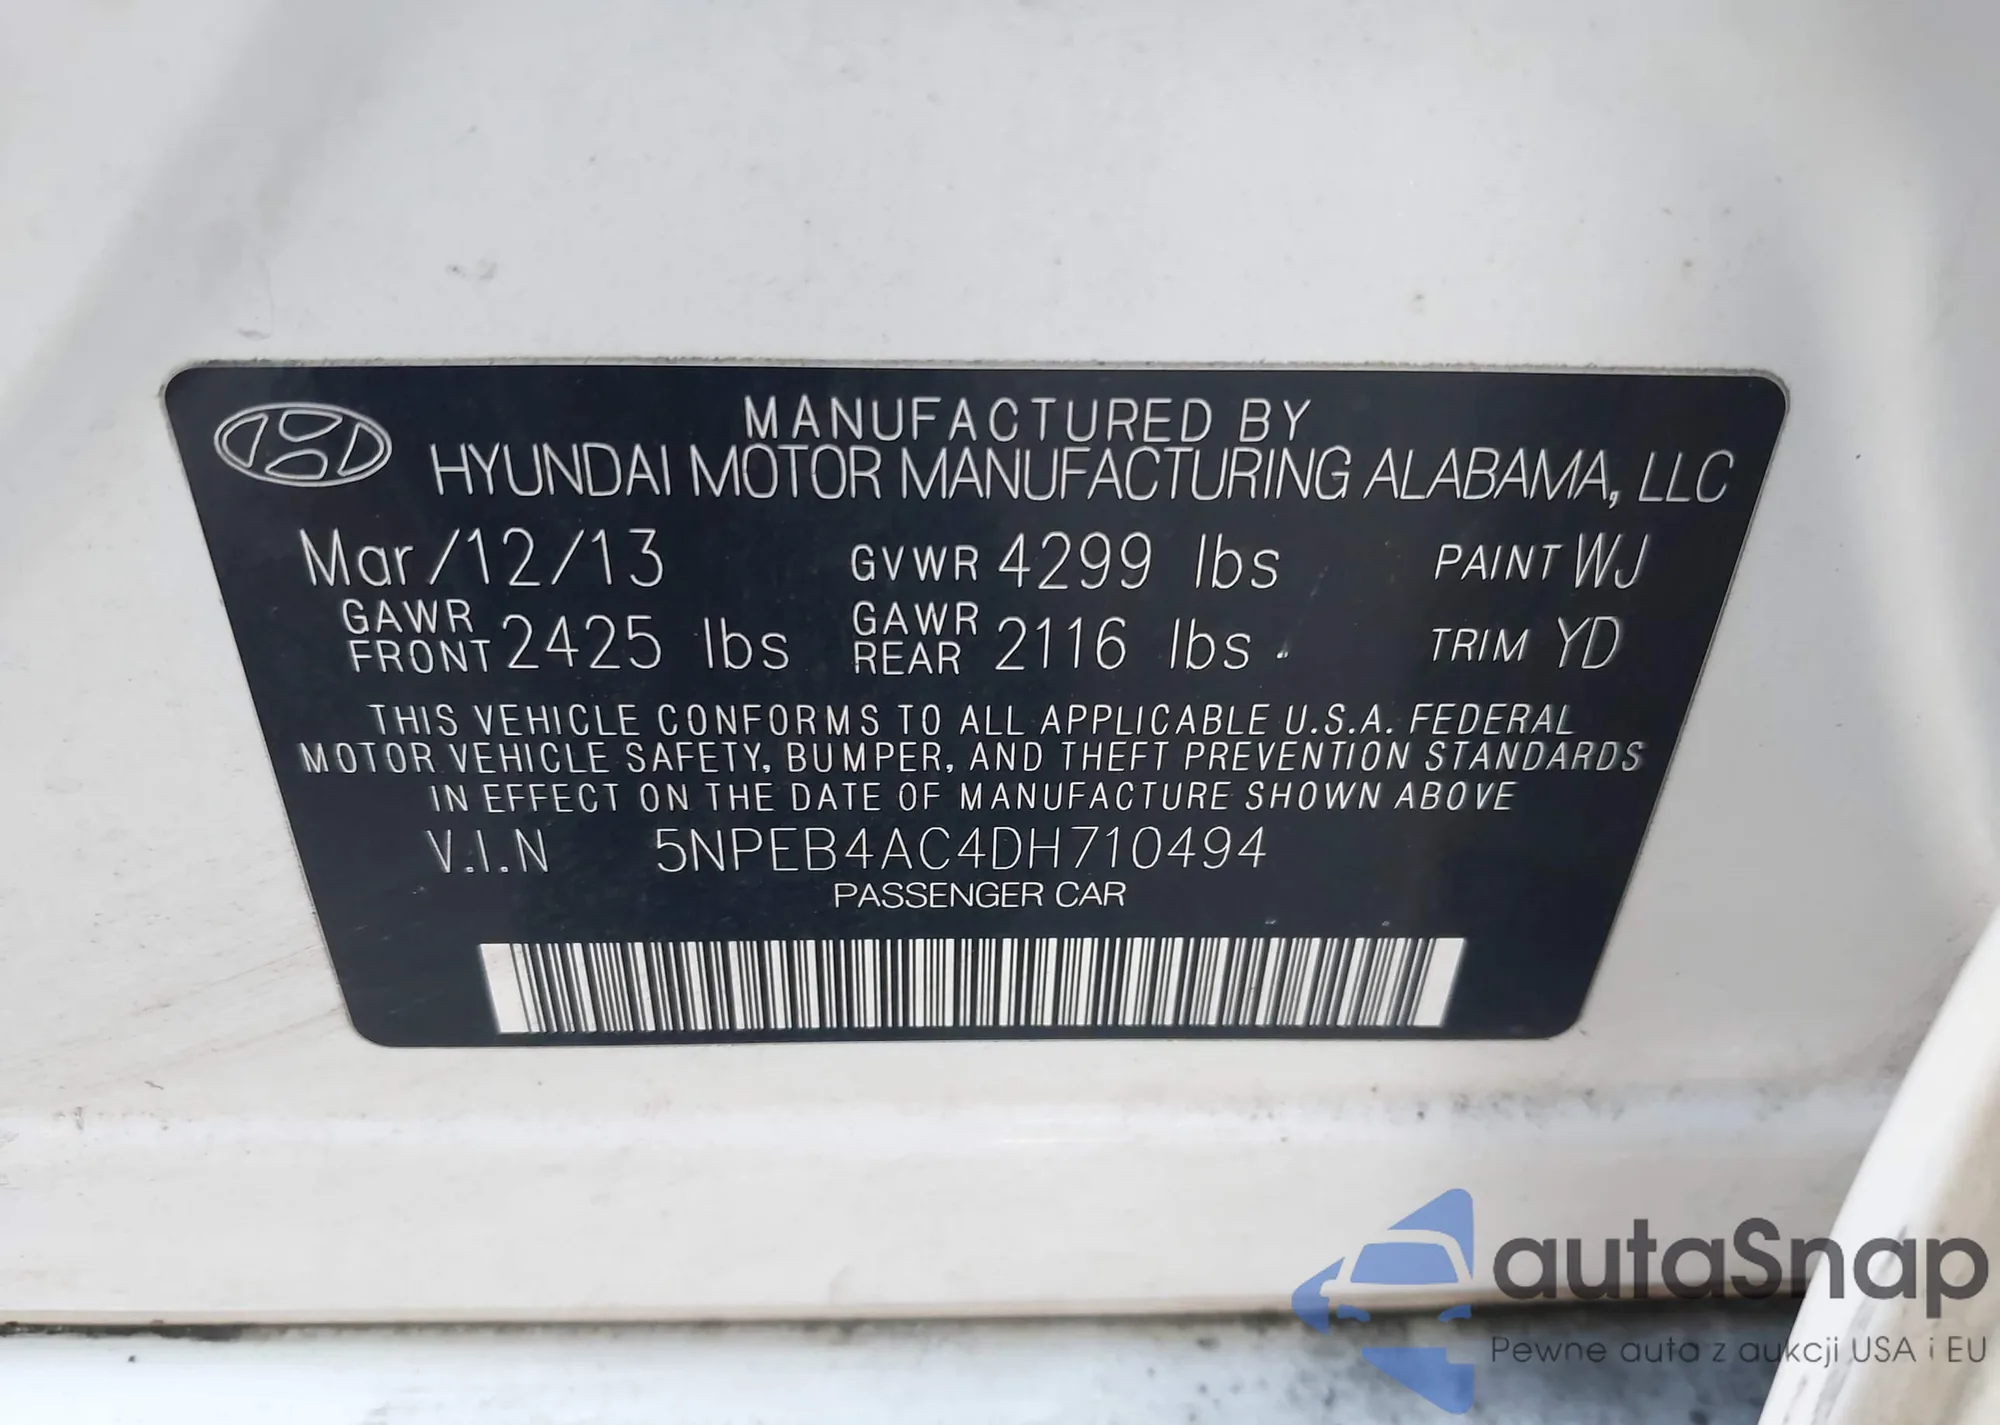 MANUFACTURED BY
HYUNDAI MOTOR MANUFACTURING ALABAMA, LLC
Mar/12/13 GVWR 4299 lbs PAINT WJ
GAWR FRONT 2425 lbs GAWR REAR 2116 lbs TRIM YD
THIS VEHICLE CONFORMS TO ALL APPLICABLE U.S.A. FEDERAL
MOTOR VEHICLE SAFETY, BUMPER, AND THEFT PREVENTION STANDARDS
IN EFFECT ON THE DATE OF MANUFACTURE SHOWN ABOVE
V.I.N 5NPEB4AC4DH710494
PASSENGER CAR
autaSnap
Pewne auta z aukcji USA i EU